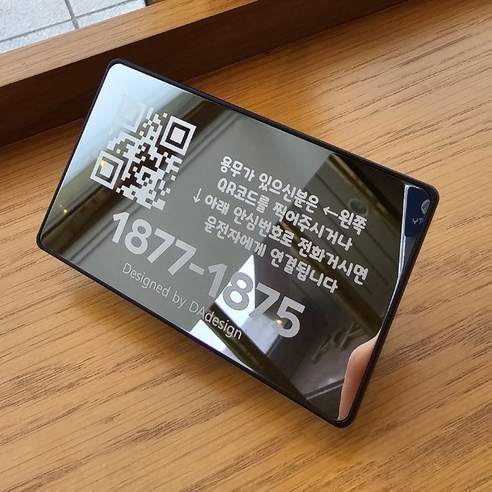 용무가 있으신분은 ←왼쪽
QR코드를 찍어주시거나
↓아래 안심번호로 전화거시면
운전자에게 연결됩니다
1877-1875
Designed by DAdesign